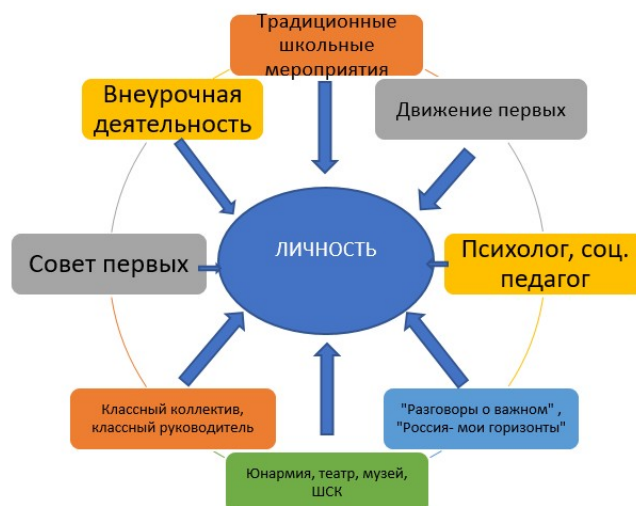 Традиционные
школьные
мероприятия
Внеурочная
деятельность
Движение первых
ЛИЧНОСТЬ
Совет первых
Психолог, соц.
педагог
Классный коллектив,
классный руководитель
"Разговоры о важном" ,
"Россия- мои горизонты"
Юнармия, театр, музей,
ШСК